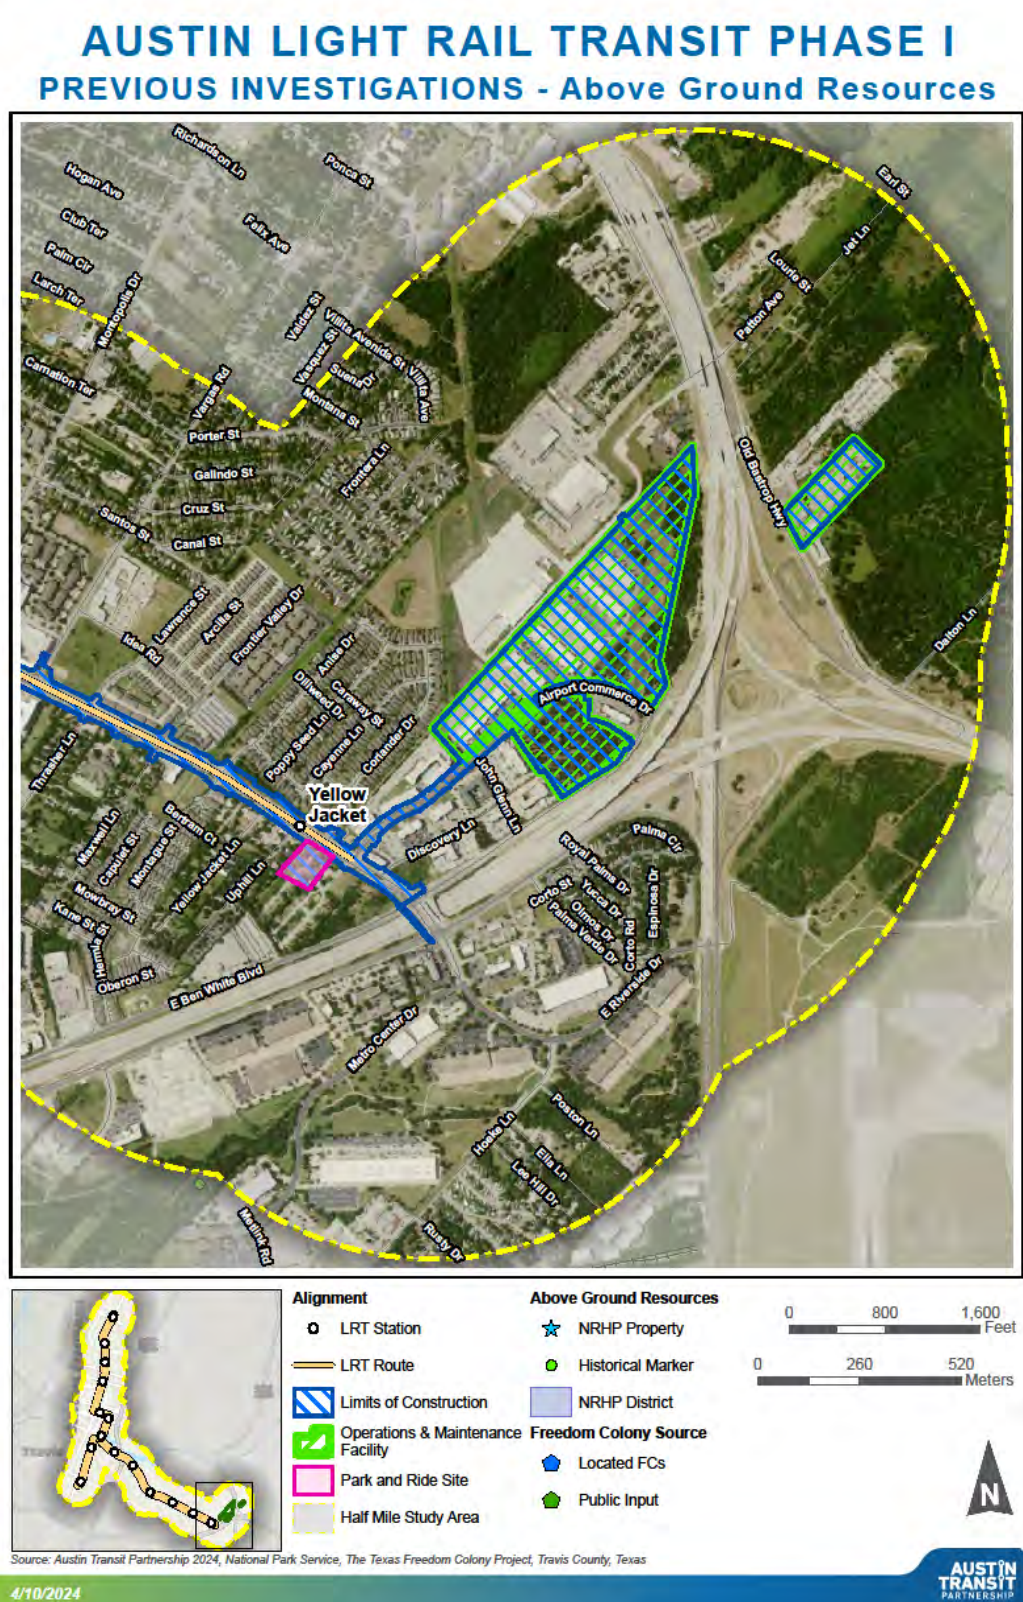 AUSTIN LIGHT RAIL TRANSIT PHASE I
PREVIOUS INVESTIGATIONS - Above Ground Resources
Richardson Ln
Ponca St
Hogan Ave
Earl St
Club Ter
Felix Ave
Jet Ln
Palm Cir
Lourie St
Larch Ter
Montopolis Dr
Valdez St
Patton Ave
Villita Avenida St
Vasquez St
Suena Dr
Villita Ave
Carnation Ter
Vargas Rd
Montana St
Porter St
Frontera Ln
Old Bastrop Hwy
Galindo St
Cruz St
Santos St
Canal St
Lawrence St
Arcilla St
Frontier Valley Dr
Dalton Ln
Idea Rd
Anise Dr
Dillweed Dr
Caraway St
Airport Commerce Dr
Poppy Seed Ln
Cayenne Ln
Coriander Dr
Thrasher Ln
John Glenn Ln
Yellow
Jacket
Maxwell Ln
Bertram Ct
Capulet St
Montague St
Discovery Ln
Palma Cir
Royal Palms Dr
Yellow Jacket Ln
Uphill Ln
Corto St
Yucca Dr
Espinosa Dr
Mowbray St
Olmos Dr
Kane St
Palma Verde Dr
Corto Rd
Oberon St
E Ben White Blvd
E Riverside Dr
Metro Center Dr
Hoeke Ln
Poston Ln
Ella Ln
Lee Hill Dr
Metlink Rd
Rusty Dr
Travis
Alignment
LRT Station
LRT Route
Limits of Construction
Operations & Maintenance
Facility
Park and Ride Site
Half Mile Study Area
Above Ground Resources
NRHP Property
Historical Marker
NRHP District
Freedom Colony Source
Located FCs
Public Input
0 800 1,600
Feet
0 260 520
Meters
N
Source: Austin Transit Partnership 2024, National Park Service, The Texas Freedom Colony Project, Travis County, Texas
4/10/2024
AUSTIN
TRANSIT
PARTNERSHIP